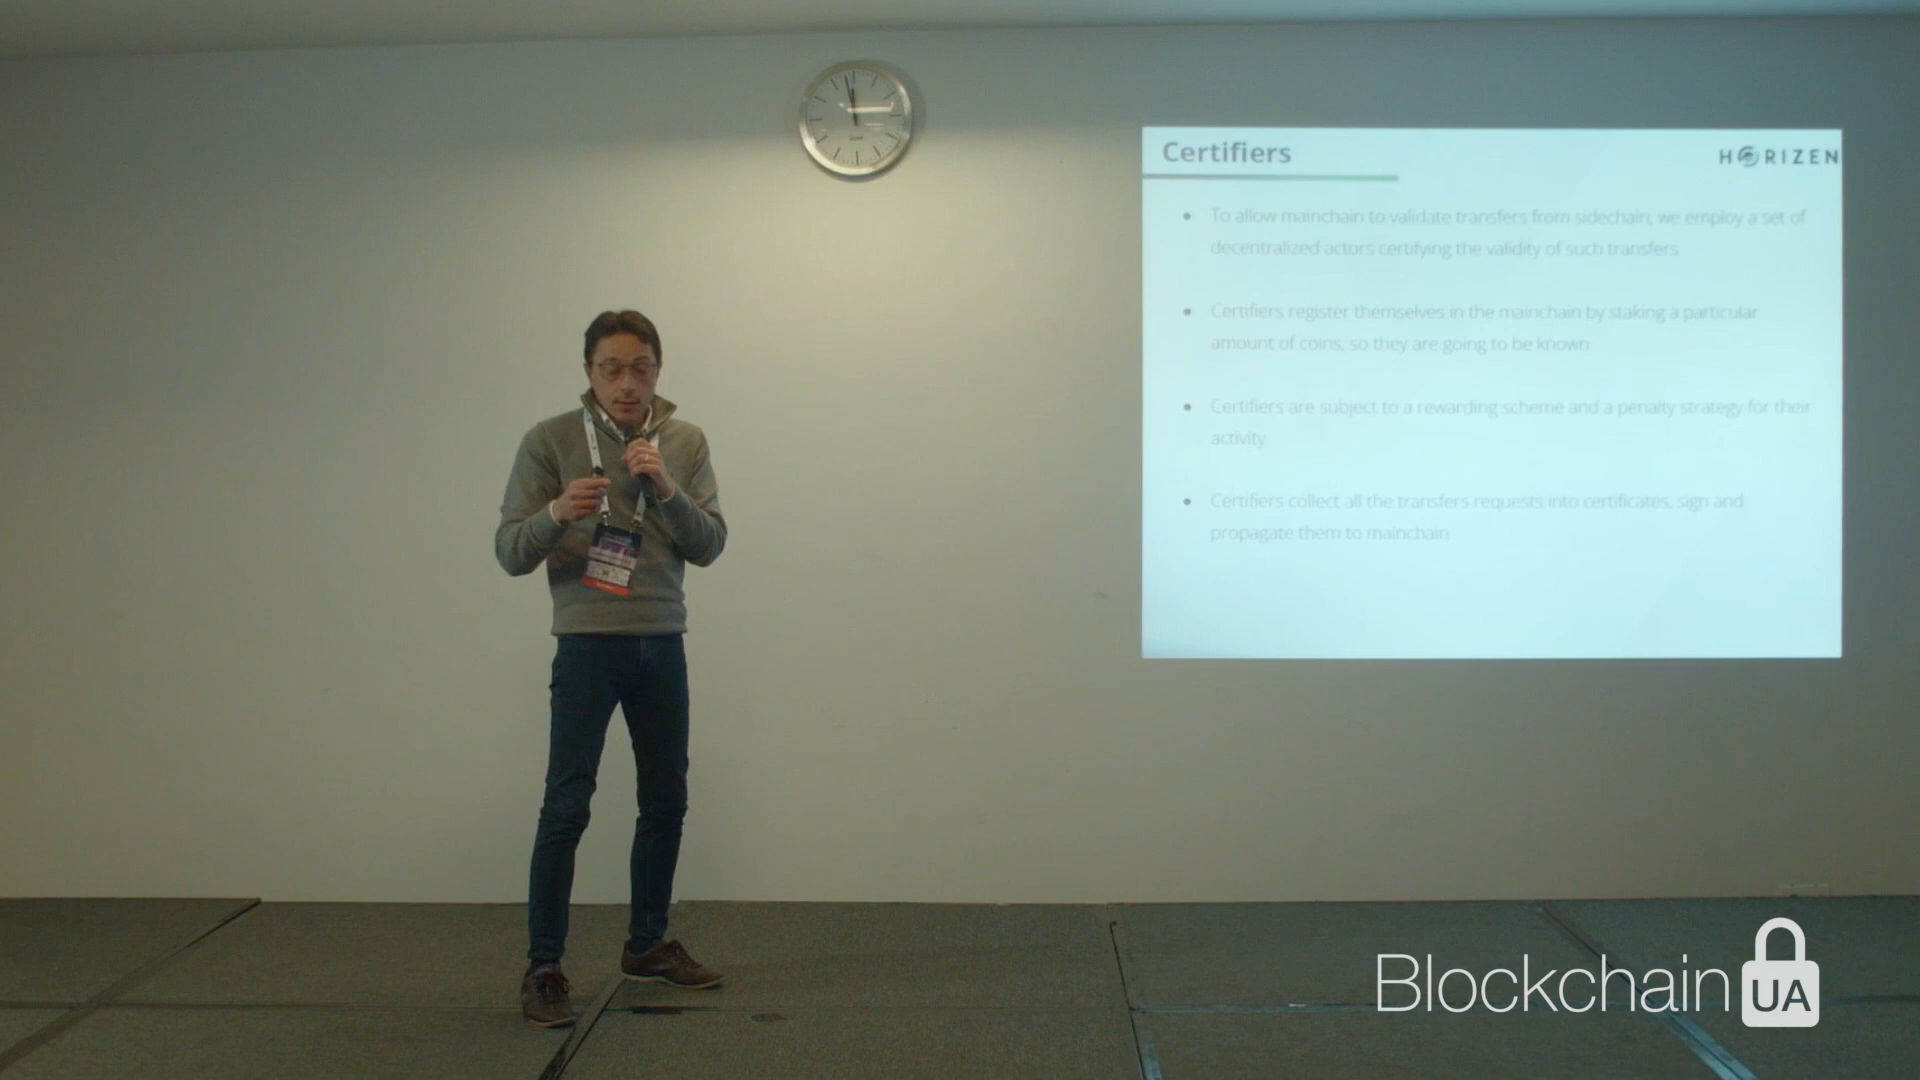 Certifiers
HORIZEN
To allow mainchain to validate transfers from sidechain, we employ a set of
decentralized actors certifying the validity of such transfers
Certifiers register themselves in the mainchain by staking a particular
amount of coins, so they are going to be known
Certifiers are subject to a rewarding scheme and a penalty strategy for their
activity
Certifiers collect all the transfers requests into certificates, sign and
propagate them to mainchain
Blockchain UA